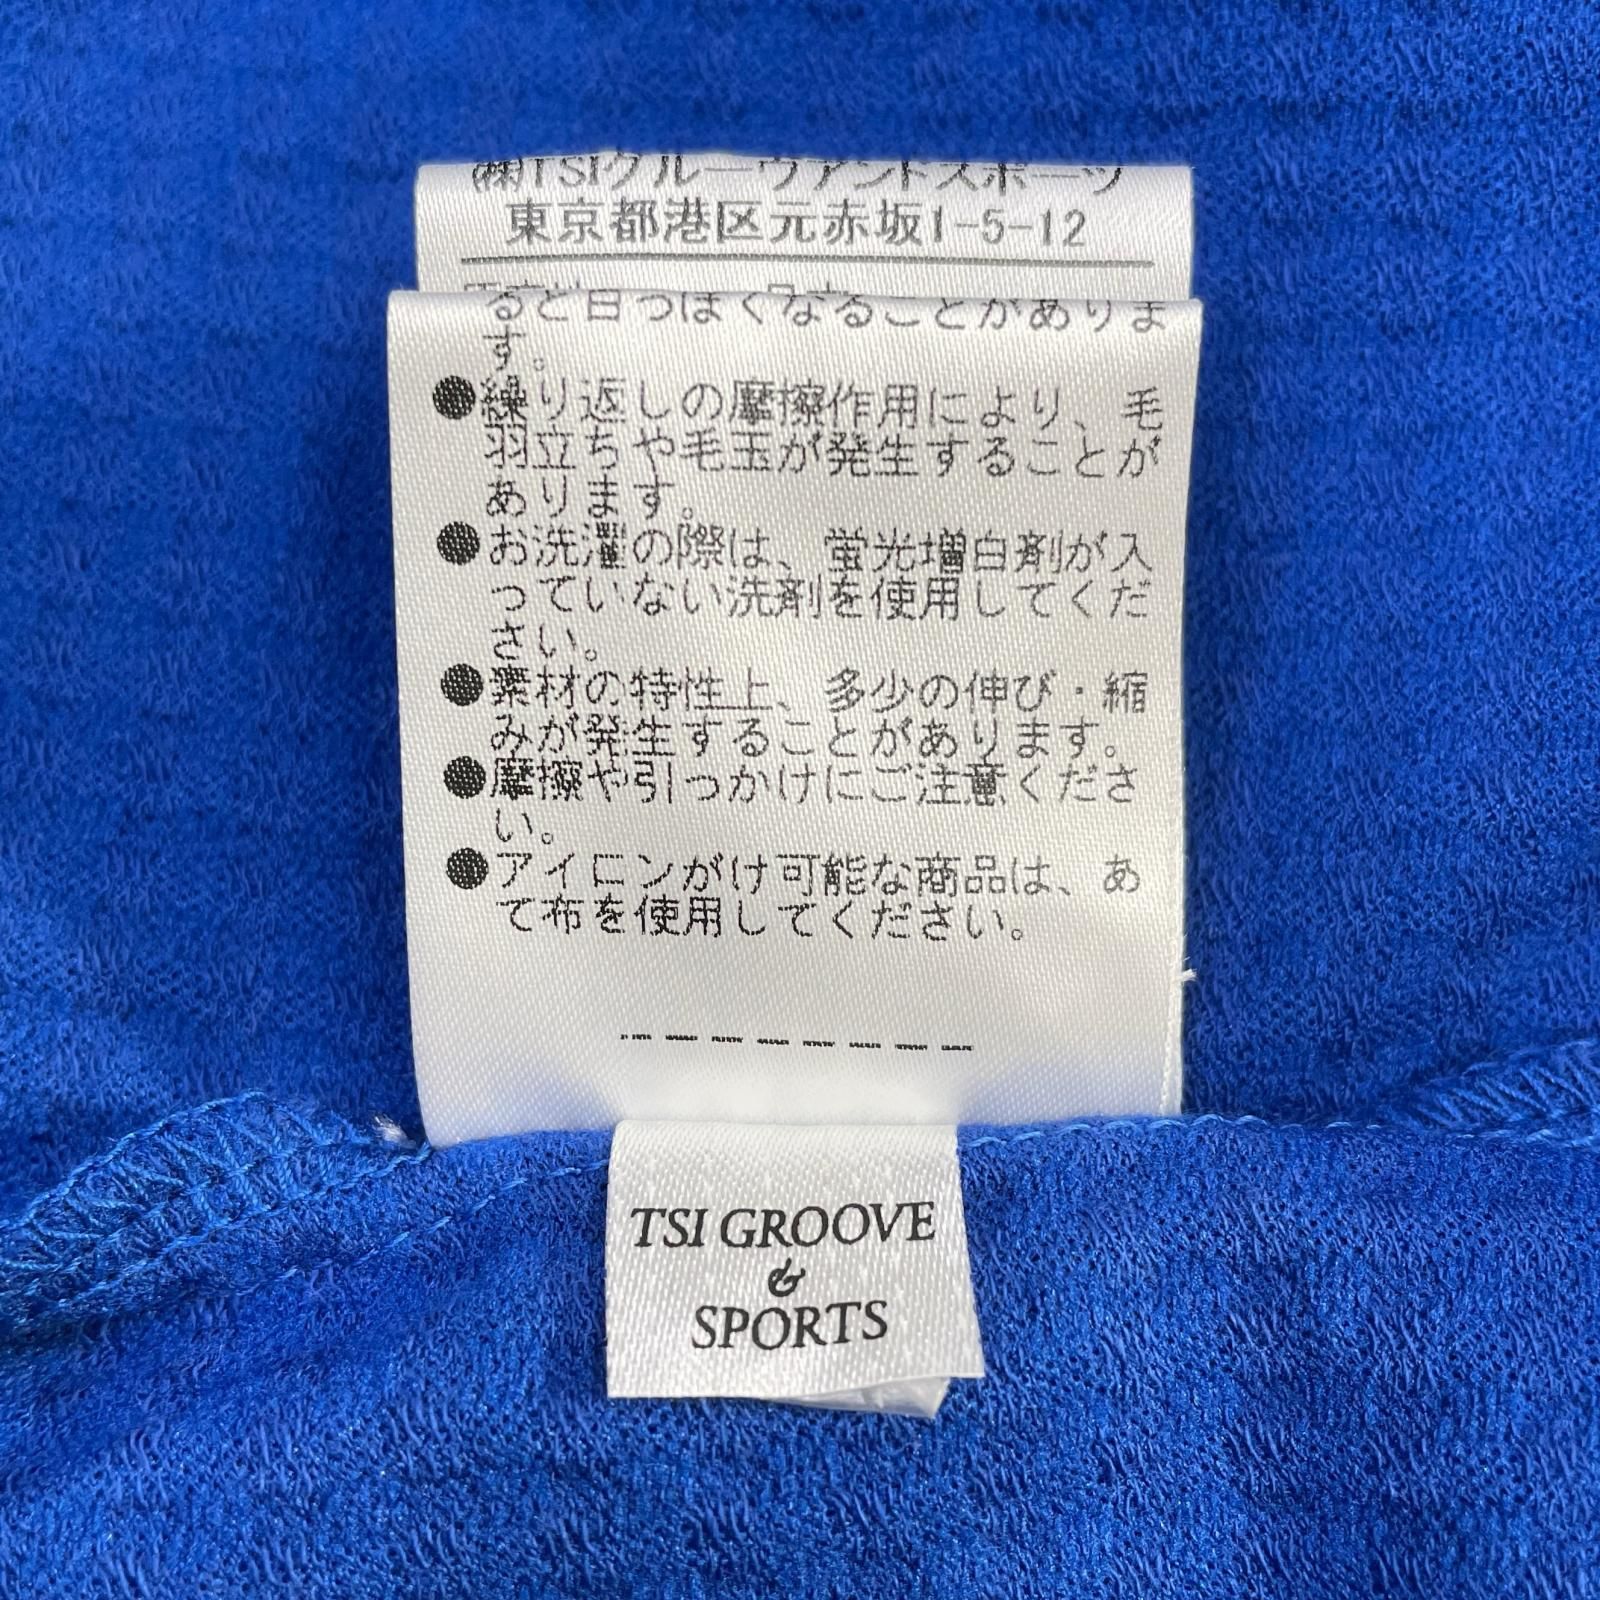 ㈱TSIグルーヴアンドスポーツ
東京都港区元赤坂1-5-12
ると白っぽくなることがありま
す。
●繰り返しの摩擦作用により、毛
羽立ちや毛玉が発生することが
あります。
●お洗濯の際は、蛍光増白剤が入
っていない洗剤を使用してくだ
さい。
●素材の特性上、多少の伸び・縮
みが発生することがあります。
●摩擦や引っかけにご注意くださ
い。
●アイロンがけ可能な商品は、あ
て布を使用してください。
TSI GROOVE
&
SPORTS